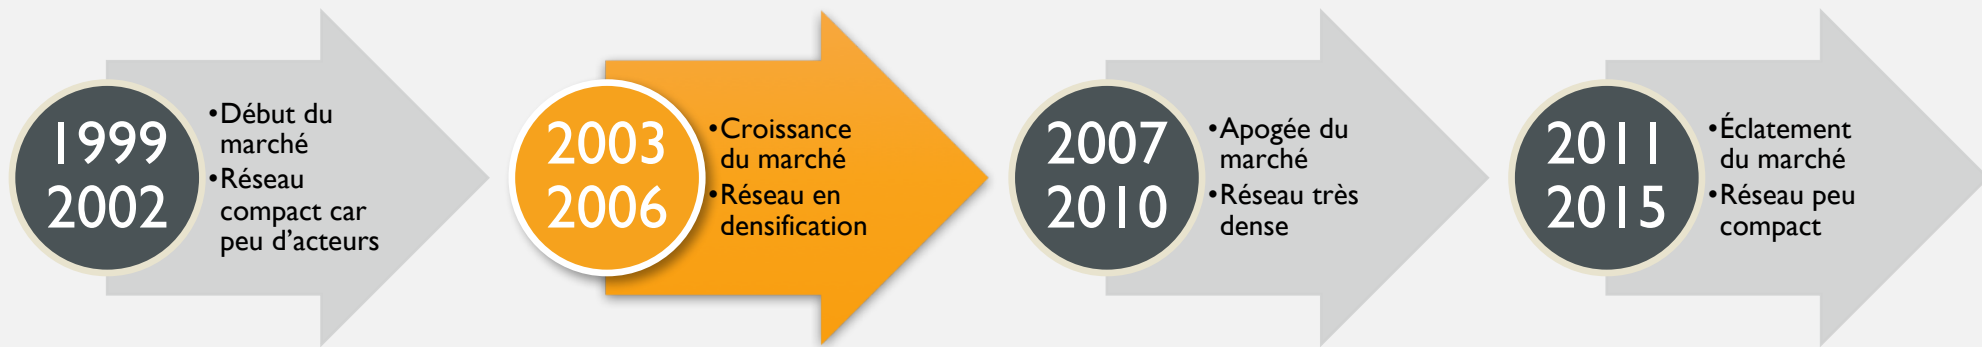 1999
2002
•Début du
marché
•Réseau
compact car
peu d’acteurs
2003
2006
•Croissance
du marché
•Réseau en
densification
2007
2010
•Apogée du
marché
•Réseau très
dense
2011
2015
•Éclatement
du marché
•Réseau peu
compact